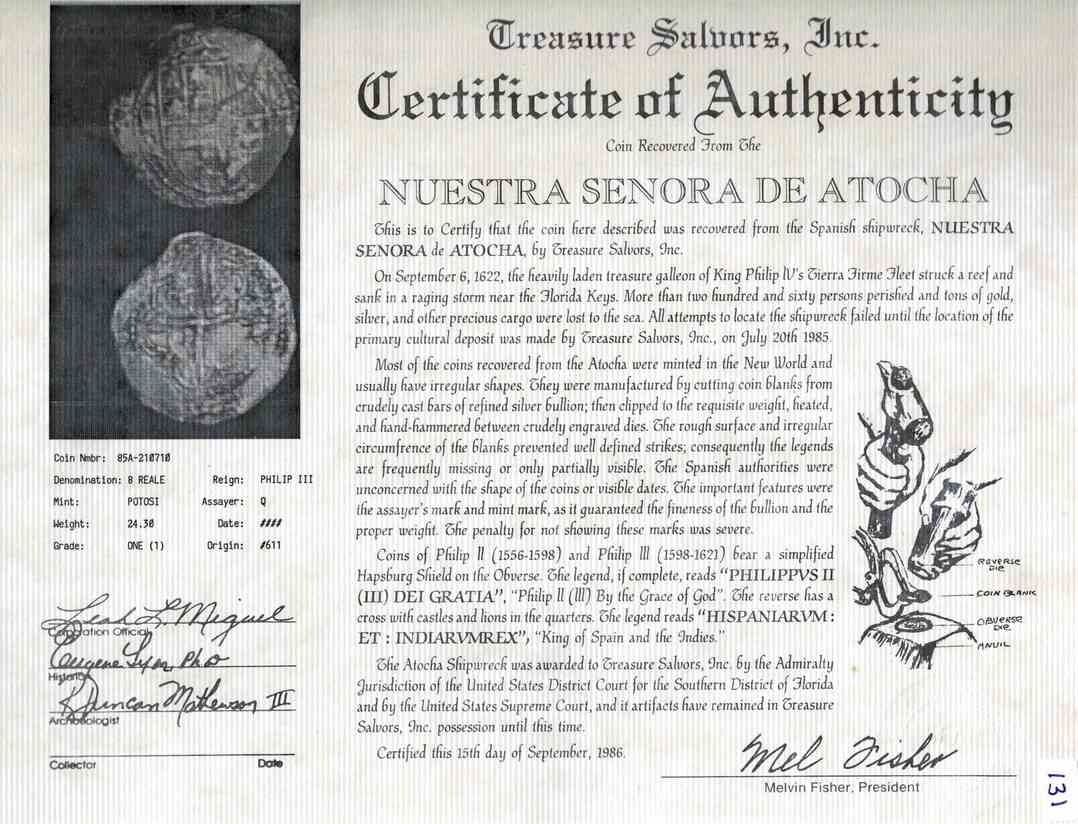 Treasure Salvors, Inc.
Certificate of Authenticity
Coin Recovered From The
NUESTRA SENORA DE ATOCHA
This is to Certify that the coin here described was recovered from the Spanish shipwreck, NUESTRA
SENORA de ATOCHA, by Treasure Salvors, Inc.
On September 6, 1622, the heavily laden treasure galleon of King Philip IV's Tierra Firme Fleet struck a reef and
sank in a raging storm near the Florida Keys. More than two hundred and sixty persons perished and tons of gold,
silver, and other precious cargo were lost to the sea. All attempts to locate the shipwreck failed until the location of the
primary cultural deposit was made by Treasure Salvors, Inc., on July 20th 1985.
Most of the coins recovered from the Atocha were minted in the New World and
usually have irregular shapes. They were manufactured by cutting coin blanks from
crudely cast bars of refined silver bullion; then clipped to the requisite weight, heated,
and hand-hammered between crudely engraved dies. The rough surface and irregular
circumfrence of the blanks prevented well defined strikes; consequently the legends
are frequently missing or only partially visible. The Spanish authorities were
unconcerned with the shape of the coins or visible dates. The important features were
the assayer's mark and mint mark, as it guaranteed the fineness of the bullion and the
proper weight. The penalty for not showing these marks was severe.
Coins of Philip II (1556-1598) and Philip III (1598-1621) bear a simplified
Hapsburg Shield on the Obverse. The legend, if complete, reads "PHILIPPVS II
(III) DEI GRATIA", "Philip II (III) By the Grace of God". The reverse has a
cross with castles and lions in the quarters. The legend reads "HISPANIARVM :
ET : INDIARVMREX", "King of Spain and the Indies."
The Atocha Shipwreck was awarded to Treasure Salvors, Inc. by the Admiralty
Jurisdiction of the United States District Court for the Southern District of Florida
and by the United States Supreme Court, and it artifacts have remained in Treasure
Salvors, Inc. possession until this time.
Certified this 15th day of September, 1986.
Mel Fisher
Melvin Fisher, President
REVERSE
DIE
COIN BLANK
OBVERSE
DIE
ANVIL
Coin Nmbr: 85A-210710
Denomination: 8 REALE Reign: PHILIP III
Mint: POTOSI Assayer: Q
Weight: 24.30 Date: ####
Grade: ONE (1) Origin: #611
Leah L Miguel
Corporation Official
Eugene Lyon PhD
Historian
R Duncan Mathewson III
Archeologist
Collector Date
131